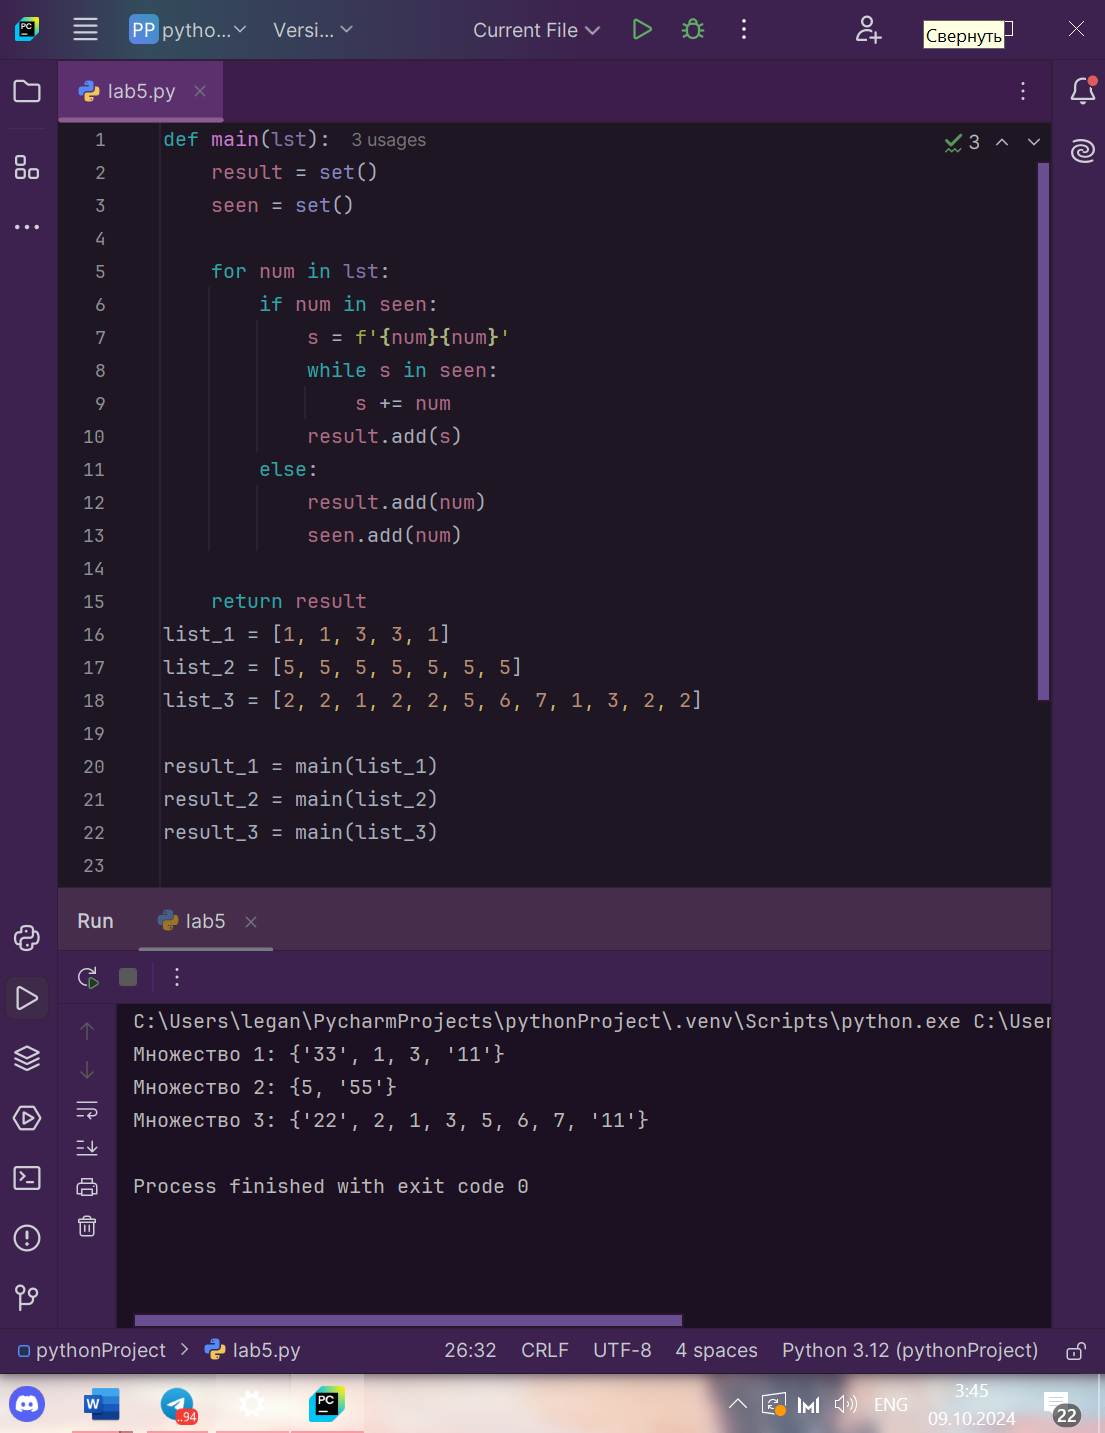 PC
PP pytho...
Versi...
Current File
Свернуть
lab5.py
3
1 def main(lst): 3 usages
2 result = set()
3 seen = set()
4
5 for num in lst:
6 if num in seen:
7 s = f'{num}{num}'
8 while s in seen:
9 s += num
10 result.add(s)
11 else:
12 result.add(num)
13 seen.add(num)
14
15 return result
16 list_1 = [1, 1, 3, 3, 1]
17 list_2 = [5, 5, 5, 5, 5, 5, 5]
18 list_3 = [2, 2, 1, 2, 2, 5, 6, 7, 1, 3, 2, 2]
19
20 result_1 = main(list_1)
21 result_2 = main(list_2)
22 result_3 = main(list_3)
23
Run lab5
C:\Users\legan\PycharmProjects\pythonProject\.venv\Scripts\python.exe C:\User
Множество 1: {'33', 1, 3, '11'}
Множество 2: {5, '55'}
Множество 3: {'22', 2, 1, 3, 5, 6, 7, '11'}
Process finished with exit code 0
pythonProject > lab5.py 26:32 CRLF UTF-8 4 spaces Python 3.12 (pythonProject)
W
..94
PC
ENG
3:45
09.10.2024
22